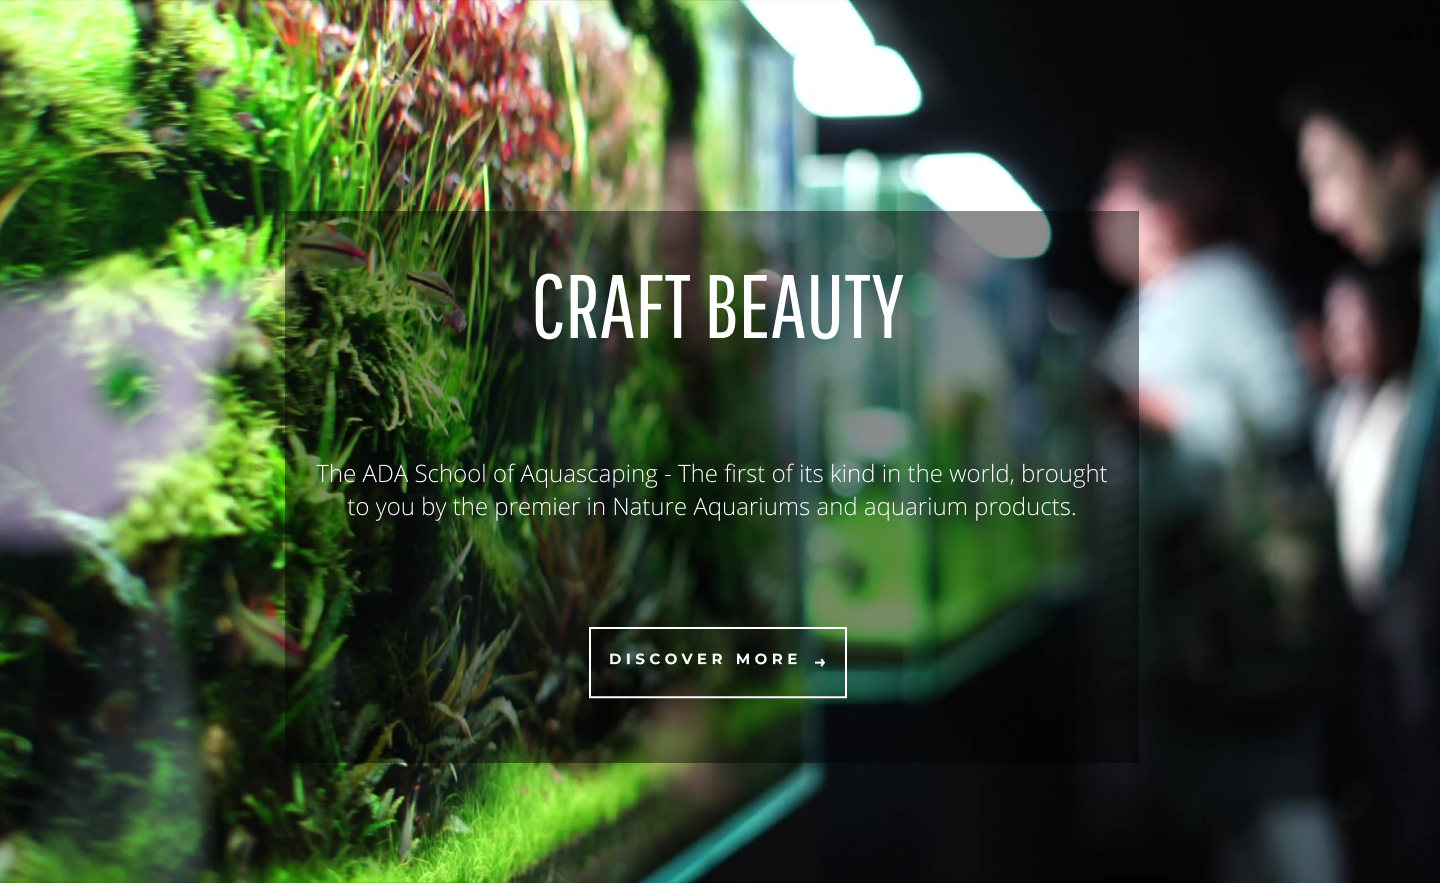 CRAFT BEAUTY
The ADA School of Aquascaping - The first of its kind in the world, brought
to you by the premier in Nature Aquariums and aquarium products.
DISCOVER MORE →